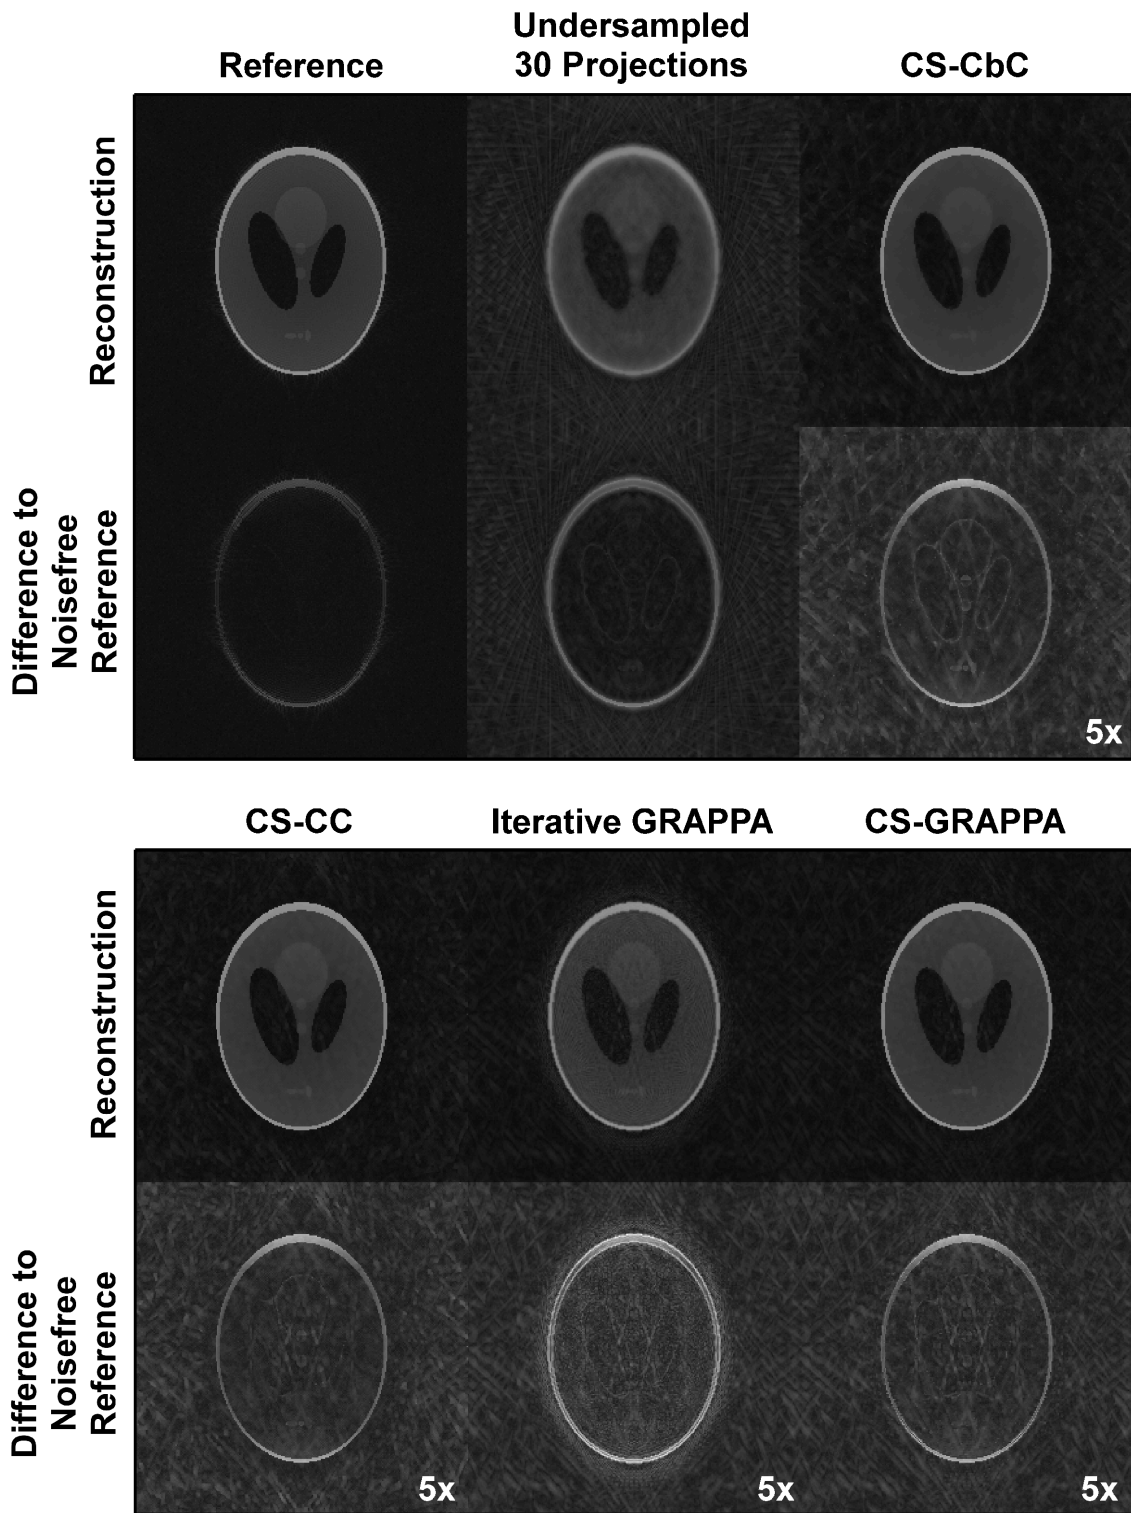 Reference
Undersampled
30 Projections
CS-CbC
Reconstruction
Difference to
Noisefree
Reference
5x
CS-CC
Iterative GRAPPA
CS-GRAPPA
Reconstruction
Difference to
Noisefree
Reference
5x
5x
5x